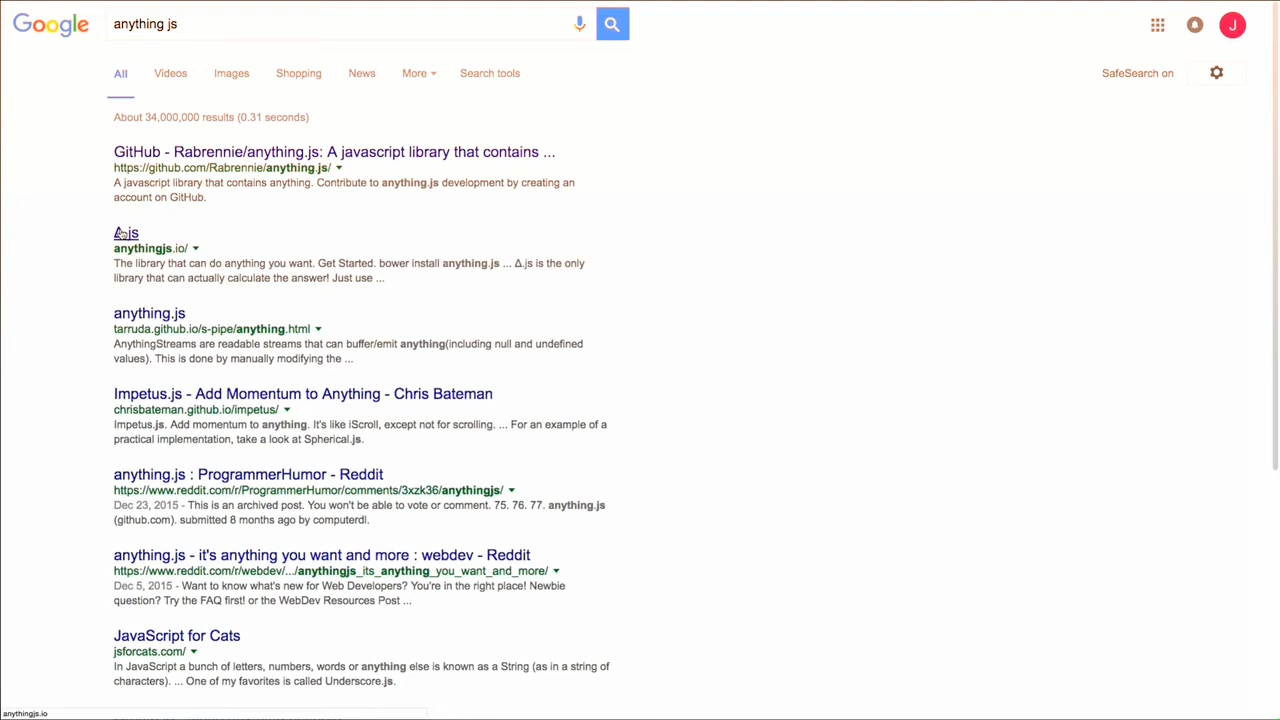 Google
anything js
All Videos Images Shopping News More Search tools SafeSearch on
J
About 34,000,000 results (0.31 seconds)
GitHub - Rabrennie/anything.js: A javascript library that contains ...
https://github.com/Rabrennie/anything.js/
A javascript library that contains anything. Contribute to anything.js development by creating an
account on GitHub.
Δ.js
anythingjs.io/
The library that can do anything you want. Get Started. bower install anything.js ... Δ.js is the only
library that can actually calculate the answer! Just use ...
anything.js
tarruda.github.io/s-pipe/anything.html
AnythingStreams are readable streams that can buffer/emit anything(including null and undefined
values). This is done by manually modifying the ...
Impetus.js - Add Momentum to Anything - Chris Bateman
chrisbateman.github.io/impetus/
Impetus.js. Add momentum to anything. It's like iScroll, except not for scrolling. ... For an example of a
practical implementation, take a look at Spherical.js.
anything.js : ProgrammerHumor - Reddit
https://www.reddit.com/r/ProgrammerHumor/comments/3xzk36/anythingjs/
Dec 23, 2015 - This is an archived post. You won't be able to vote or comment. 75. 76. 77. anything.js
(github.com). submitted 8 months ago by computerdl.
anything.js - it's anything you want and more : webdev - Reddit
https://www.reddit.com/r/webdev/.../anythingjs_its_anything_you_want_and_more/
Dec 5, 2015 - Want to know what's new for Web Developers? You're in the right place! Newbie
question? Try the FAQ first! or the WebDev Resources Post ...
JavaScript for Cats
jsforcats.com/
In JavaScript a bunch of letters, numbers, words or anything else is known as a String (as in a string of
characters). ... One of my favorites is called Underscore.js.
anythingjs.io